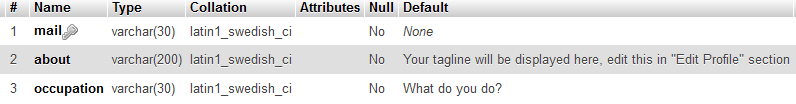 # Name Type Collation Attributes Null Default
1 mail varchar(30) latin1_swedish_ci No None
2 about varchar(200) latin1_swedish_ci No Your tagline will be displayed here, edit this in "Edit Profile" section
3 occupation varchar(30) latin1_swedish_ci No What do you do?